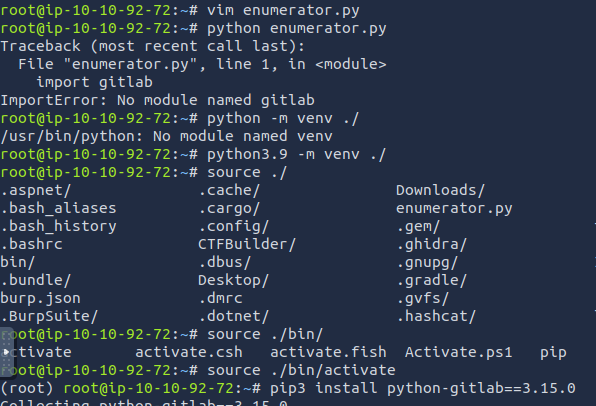 root@ip-10-10-92-72:~# vim enumerator.py
root@ip-10-10-92-72:~# python enumerator.py
Traceback (most recent call last):
  File "enumerator.py", line 1, in <module>
    import gitlab
ImportError: No module named gitlab
root@ip-10-10-92-72:~# python -m venv ./
/usr/bin/python: No module named venv
root@ip-10-10-92-72:~# python3.9 -m venv ./
root@ip-10-10-92-72:~# source ./
.aspnet/ .cache/ Downloads/
.bash_aliases .cargo/ enumerator.py
.bash_history .config/ .gem/
.bashrc CTFBuilder/ .ghidra/
bin/ .dbus/ .gnupg/
.bundle/ Desktop/ .gradle/
burp.json .dmrc .gvfs/
.BurpSuite/ .dotnet/ .hashcat/
root@ip-10-10-92-72:~# source ./bin/
activate activate.csh activate.fish Activate.ps1 pip
root@ip-10-10-92-72:~# source ./bin/activate
(root) root@ip-10-10-92-72:~# pip3 install python-gitlab==3.15.0
Collecting python-gitlab==3.15.0